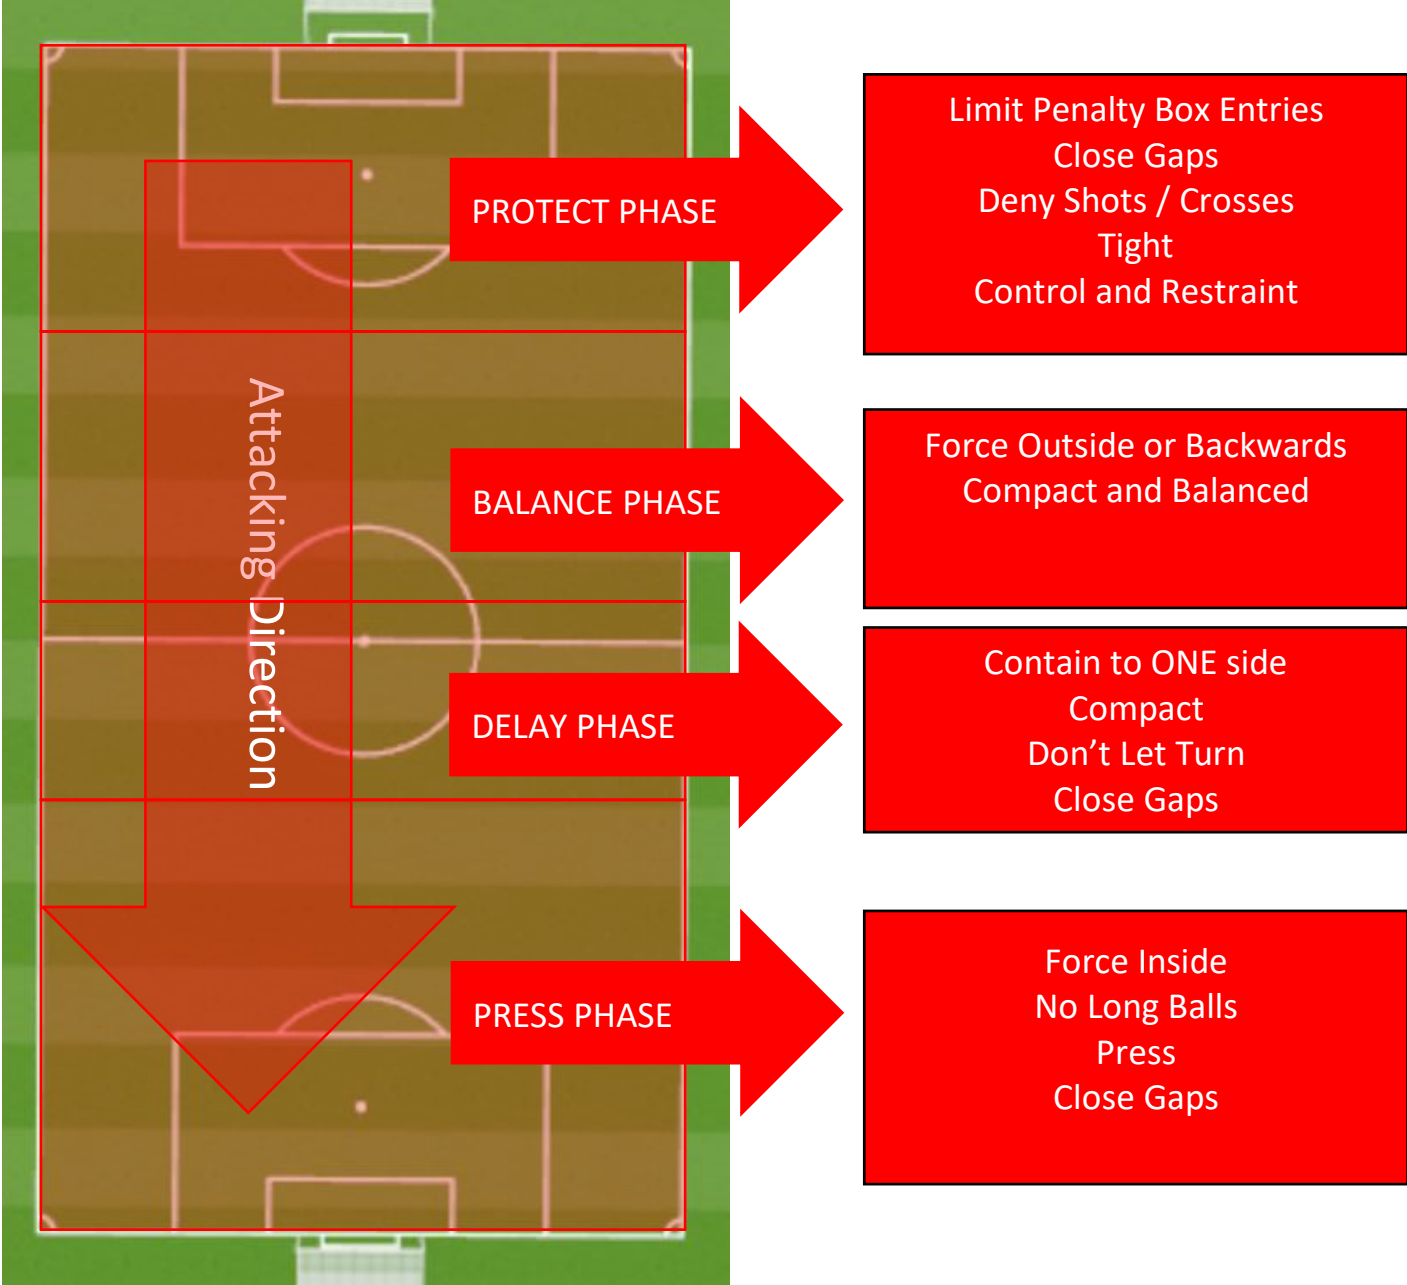 PROTECT PHASE
Limit Penalty Box Entries
Close Gaps
Deny Shots / Crosses
Tight
Control and Restraint
Attacking Direction
BALANCE PHASE
Force Outside or Backwards
Compact and Balanced
DELAY PHASE
Contain to ONE side
Compact
Don’t Let Turn
Close Gaps
PRESS PHASE
Force Inside
No Long Balls
Press
Close Gaps